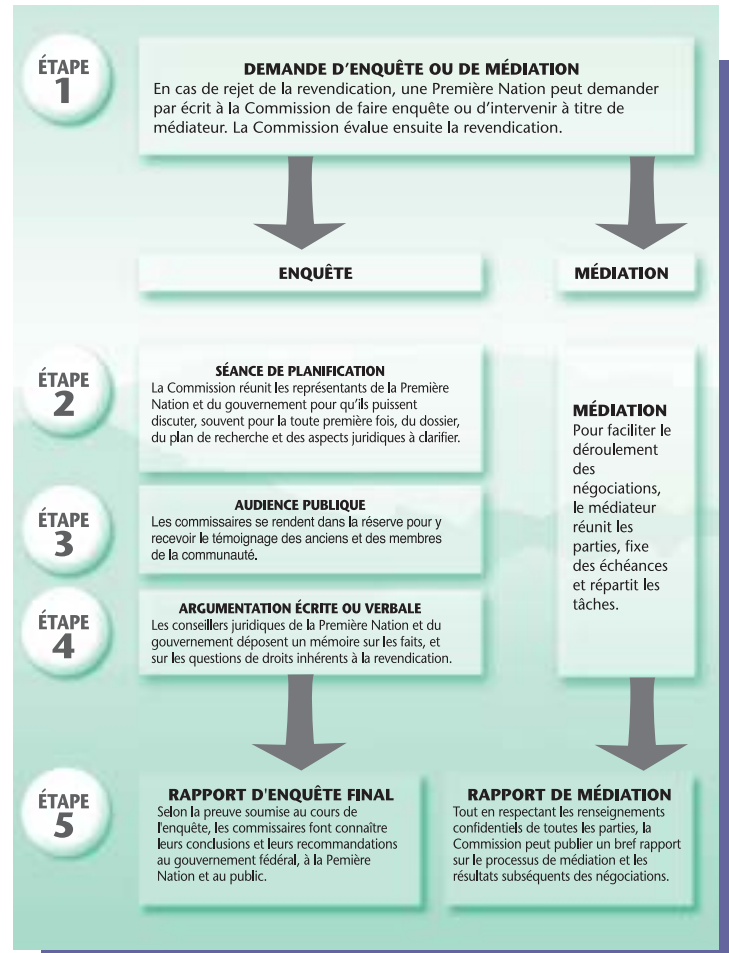 ÉTAPE
1
DEMANDE D'ENQUÊTE OU DE MÉDIATION
En cas de rejet de la revendication, une Première Nation peut demander
par écrit à la Commission de faire enquête ou d'intervenir à titre de
médiateur. La Commission évalue ensuite la revendication.
ENQUÊTE
MÉDIATION
ÉTAPE
2
SÉANCE DE PLANIFICATION
La Commission réunit les représentants de la Première
Nation et du gouvernement pour qu'ils puissent
discuter, souvent pour la toute première fois, du dossier,
du plan de recherche et des aspects juridiques à clarifier.
ÉTAPE
3
AUDIENCE PUBLIQUE
Les commissaires se rendent dans la réserve pour y
recevoir le témoignage des anciens et des membres
de la communauté.
ÉTAPE
4
ARGUMENTATION ÉCRITE OU VERBALE
Les conseillers juridiques de la Première Nation et du
gouvernement déposent un mémoire sur les faits, et
sur les questions de droits inhérents à la revendication.
MÉDIATION
Pour faciliter le
déroulement
des
négociations,
le médiateur
réunit les
parties, fixe
des échéances
et répartit les
tâches.
ÉTAPE
5
RAPPORT D'ENQUÊTE FINAL
Selon la preuve soumise au cours de
l'enquête, les commissaires font connaître
leurs conclusions et leurs recommandations
au gouvernement fédéral, à la Pemière
Nation et au public.
RAPPORT DE MÉDIATION
Tout en respectant les renseignements
confidentiels de toutes les parties, la
Commission peut publier un bref rapport
sur le processus de médiation et les
résultats subséquents des négociations.